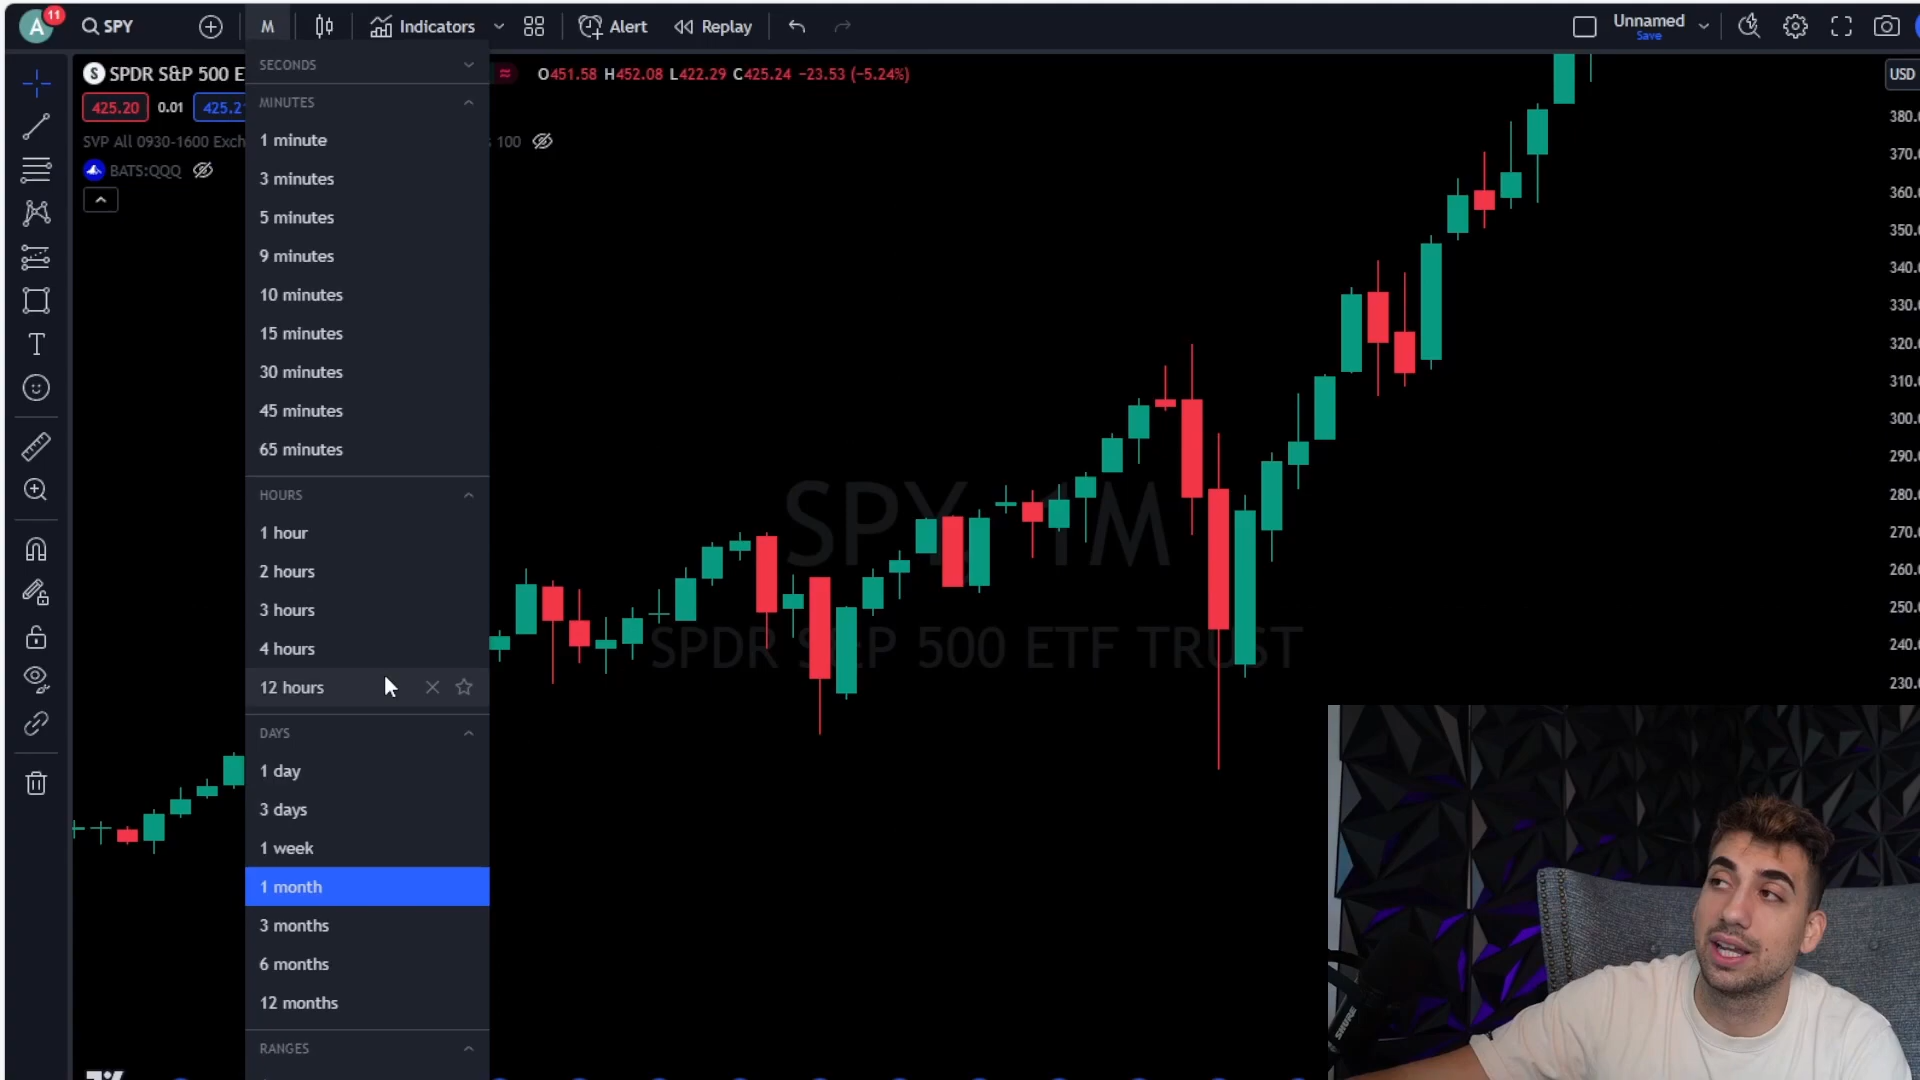 A 11 SPY M Indicators Alert Replay Unnamed
Save
S SPDR S&P 500 E O451.58 H452.08 L422.29 C425.24 −23.53 (−5.24%) USD
425.20 0.01 425.2
SVP All 0930-1600 Exch 100
BATS:QQQ
SECONDS
MINUTES
1 minute
3 minutes
5 minutes
9 minutes
10 minutes
15 minutes
30 minutes
45 minutes
65 minutes
HOURS
1 hour
2 hours
3 hours
4 hours
12 hours
DAYS
1 day
3 days
1 week
1 month
3 months
6 months
12 months
RANGES
SPY, 1M
SPDR S&P 500 ETF TRUST
380.
370.
360.
350.
340.
330.
320.
310.
300.
290.
280.
270.
260.
250.
240.
230.
SHURE